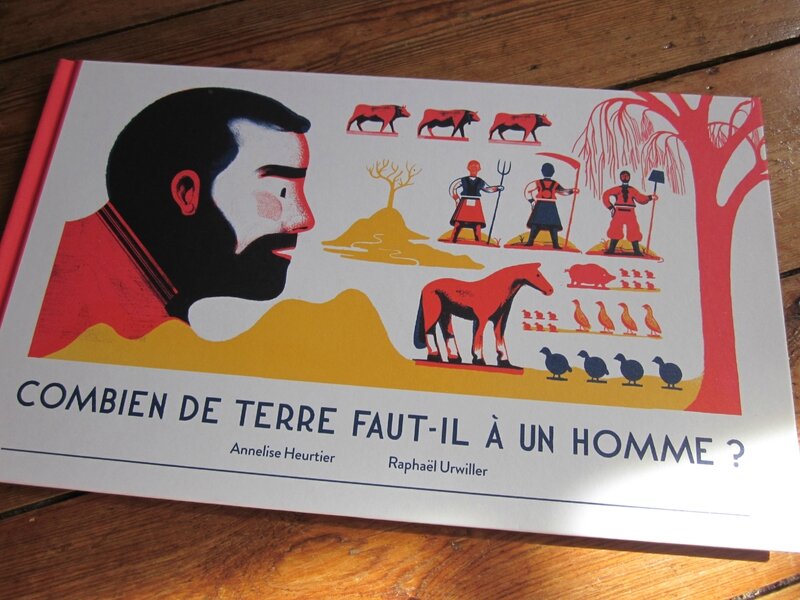 COMBIEN DE TERRE FAUT-IL À UN HOMME ?
Annelise Heurtier Raphaël Urwiller